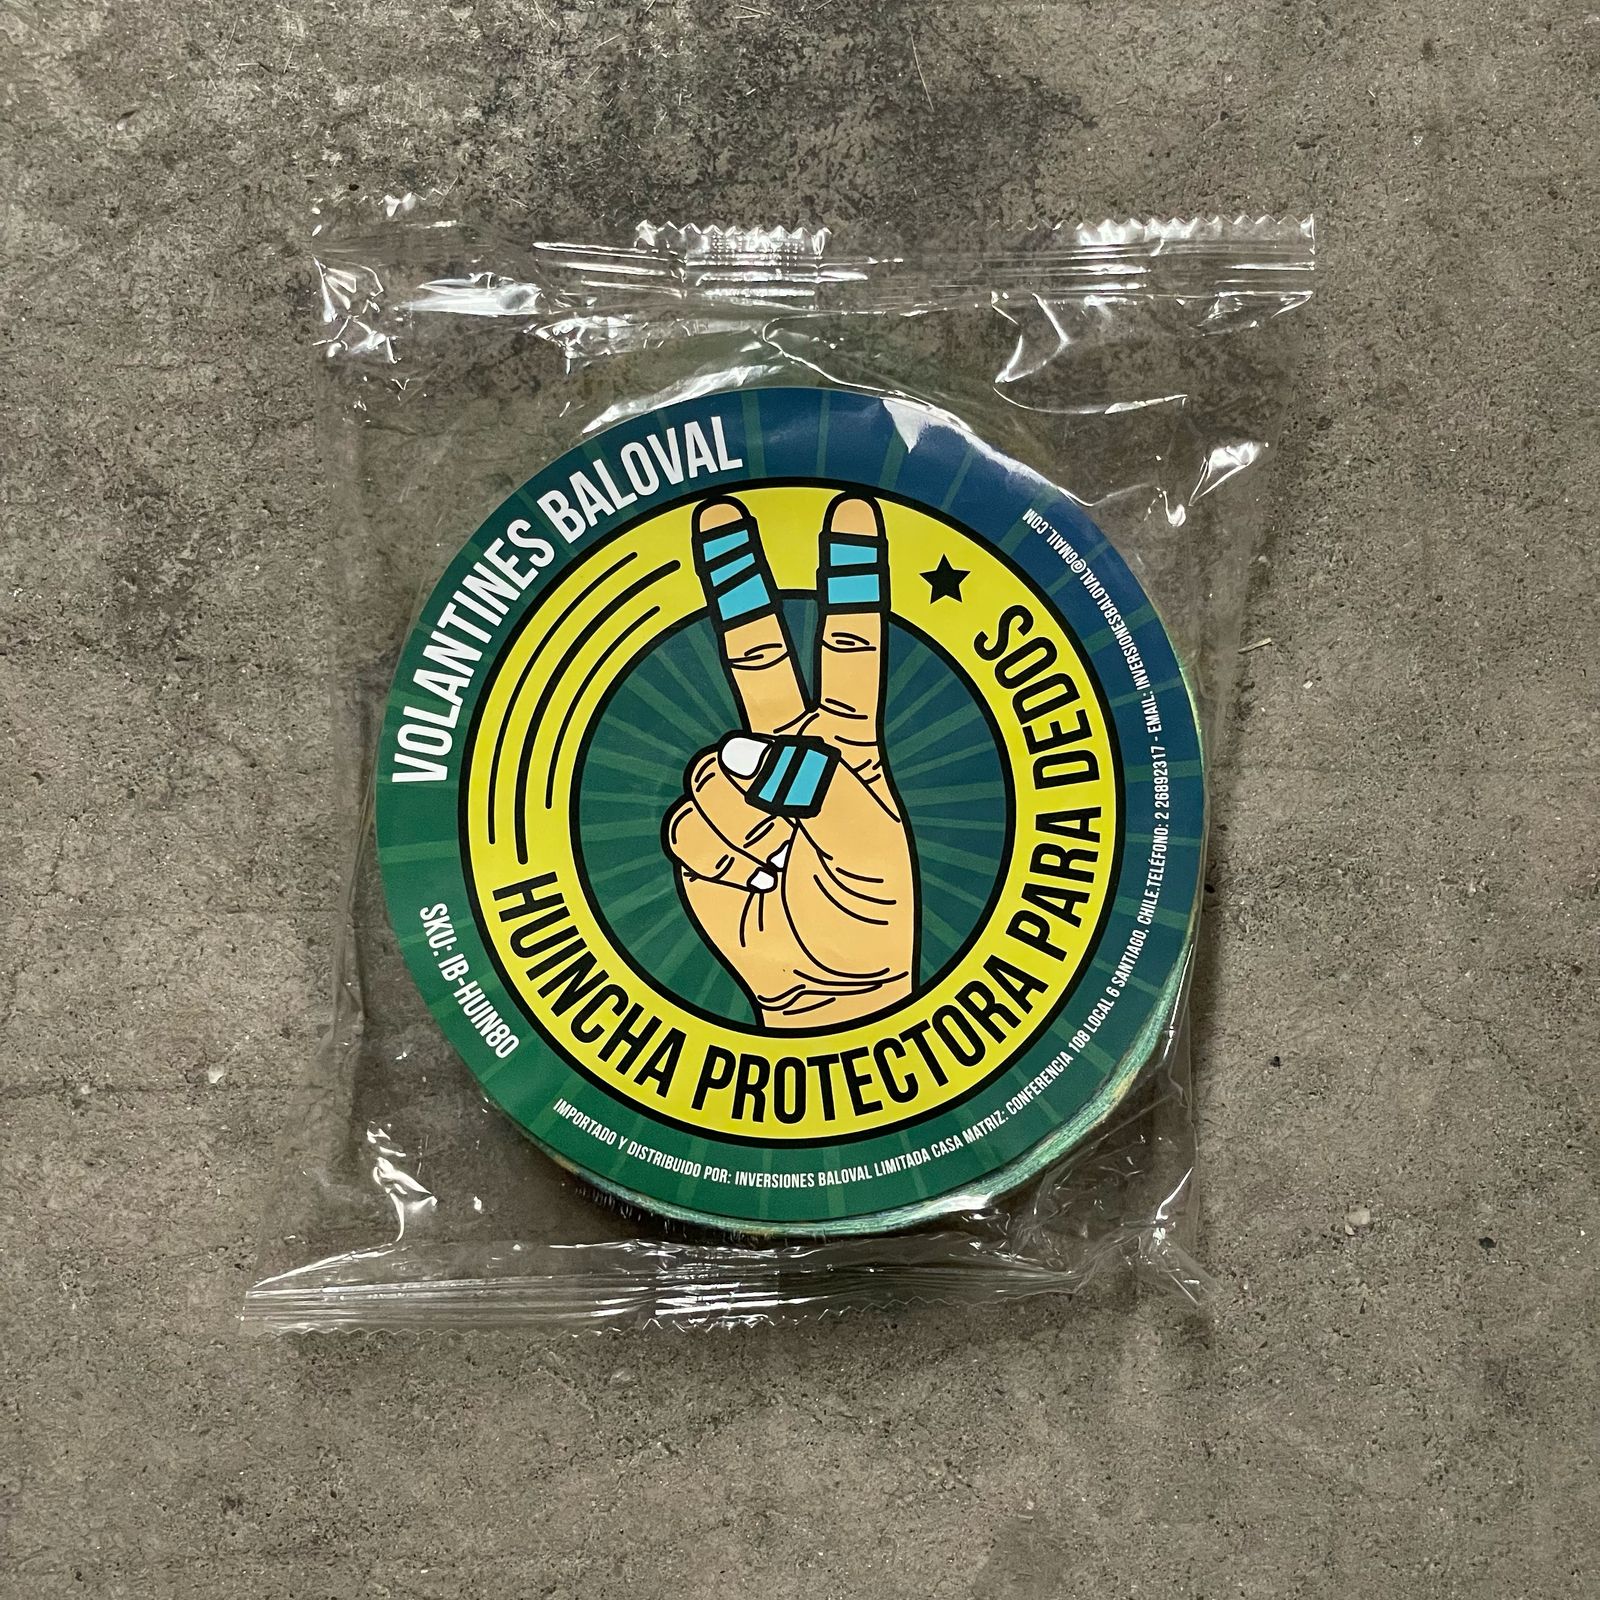 VOLANTINES BALOVAL
HUINCHA PROTECTORA PARA DEDOS
SKU: IB-HUIN80
IMPORTADO Y DISTRIBUIDO POR: INVERSIONES BALOVAL LIMITADA CASA MATRIZ: CONFERENCIA 108 LOCAL 6 SANTIAGO, CHILE.TELÉFONO: 2 26892317 - EMAIL: INVERSIONESBALOVAL@GMAIL.COM